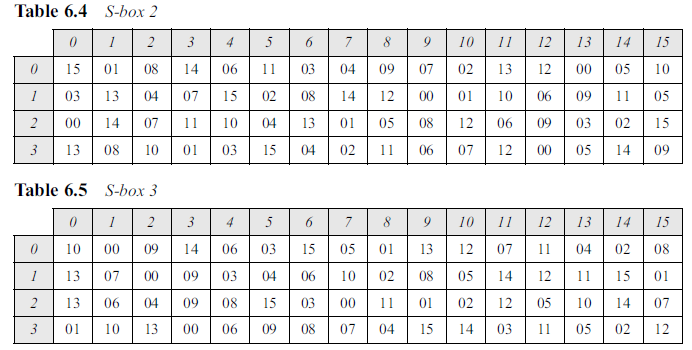 Table 6.4 S-box 2
0 1 2 3 4 5 6 7 8 9 10 11 12 13 14 15
0 15 01 08 14 06 11 03 04 09 07 02 13 12 00 05 10
1 03 13 04 07 15 02 08 14 12 00 01 10 06 09 11 05
2 00 14 07 11 10 04 13 01 05 08 12 06 09 03 02 15
3 13 08 10 01 03 15 04 02 11 06 07 12 00 05 14 09
Table 6.5 S-box 3
0 1 2 3 4 5 6 7 8 9 10 11 12 13 14 15
0 10 00 09 14 06 03 15 05 01 13 12 07 11 04 02 08
1 13 07 00 09 03 04 06 10 02 08 05 14 12 11 15 01
2 13 06 04 09 08 15 03 00 11 01 02 12 05 10 14 07
3 01 10 13 00 06 09 08 07 04 15 14 03 11 05 02 12